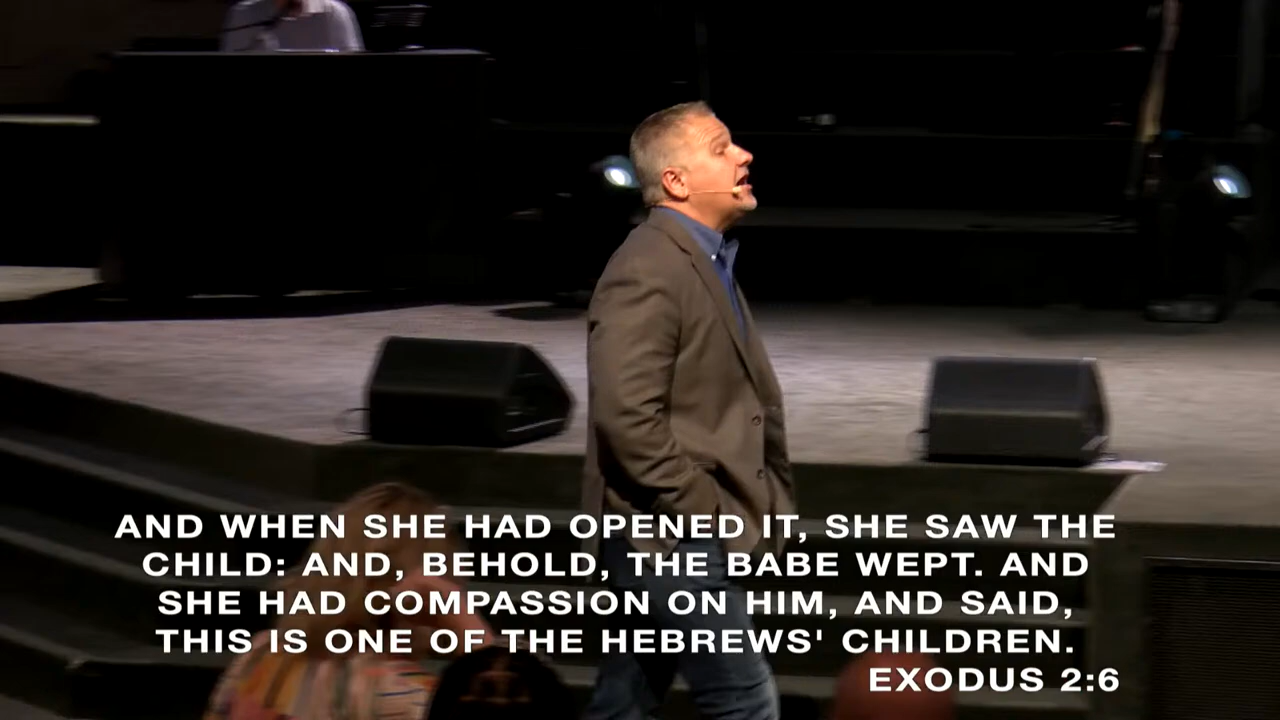 AND WHEN SHE HAD OPENED IT, SHE SAW THE
CHILD: AND, BEHOLD, THE BABE WEPT. AND
SHE HAD COMPASSION ON HIM, AND SAID,
THIS IS ONE OF THE HEBREWS' CHILDREN.
EXODUS 2:6